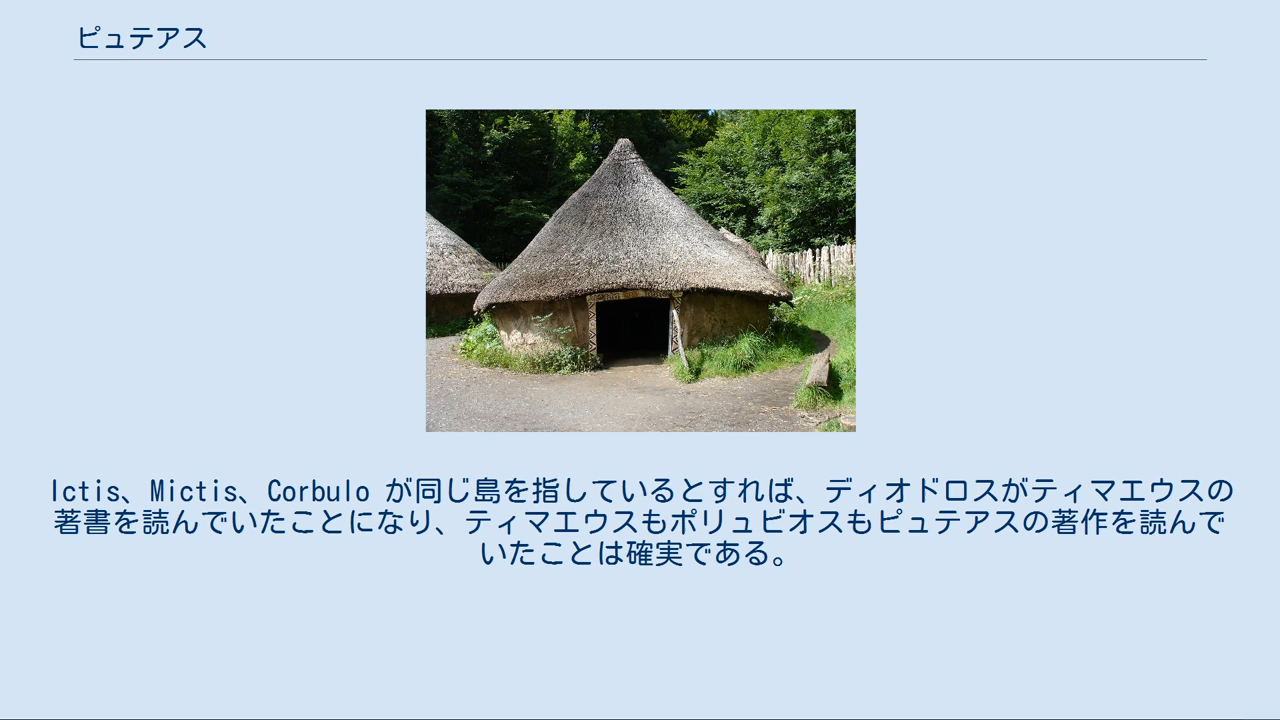 ピュテアス
Ictis、Mictis、Corbulo が同じ島を指しているとすれば、ディオドロスがティマエウスの
著書を読んでいたことになり、ティマエウスもポリュビオスもピュテアスの著作を読んで
いたことは確実である。